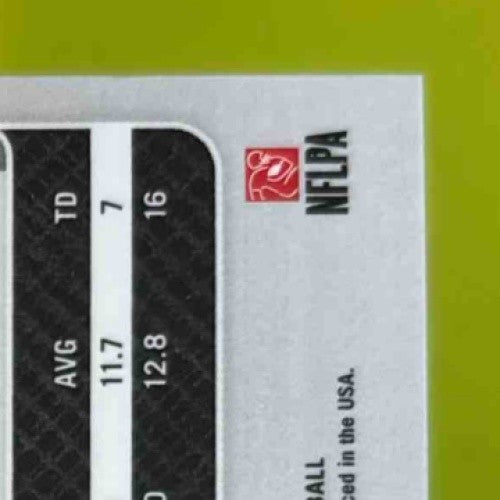 AVG TD
11.7 7
12.8 16
NFLPA
BALL
ced in the USA.